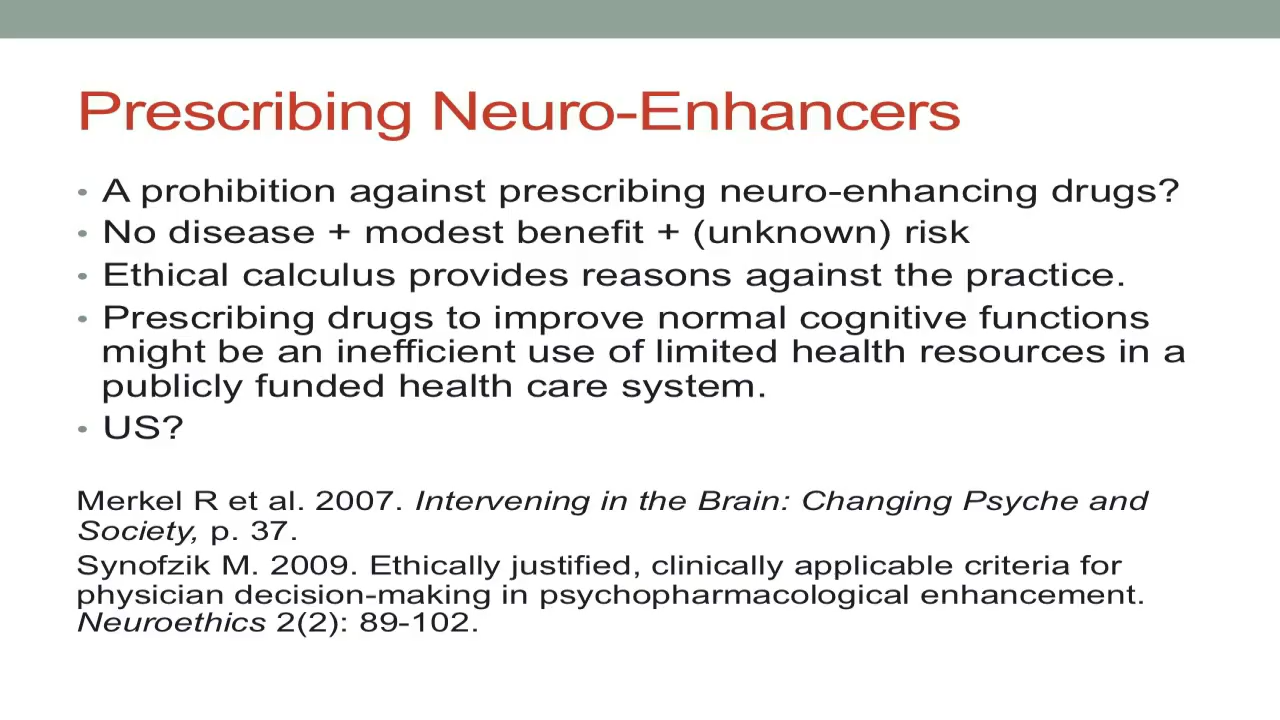 Prescribing Neuro-Enhancers
• A prohibition against prescribing neuro-enhancing drugs?
• No disease + modest benefit + (unknown) risk
• Ethical calculus provides reasons against the practice.
• Prescribing drugs to improve normal cognitive functions
might be an inefficient use of limited health resources in a
publicly funded health care system.
• US?
Merkel R et al. 2007. Intervening in the Brain: Changing Psyche and
Society, p. 37.
Synofzik M. 2009. Ethically justified, clinically applicable criteria for
physician decision-making in psychopharmacological enhancement.
Neuroethics 2(2): 89-102.